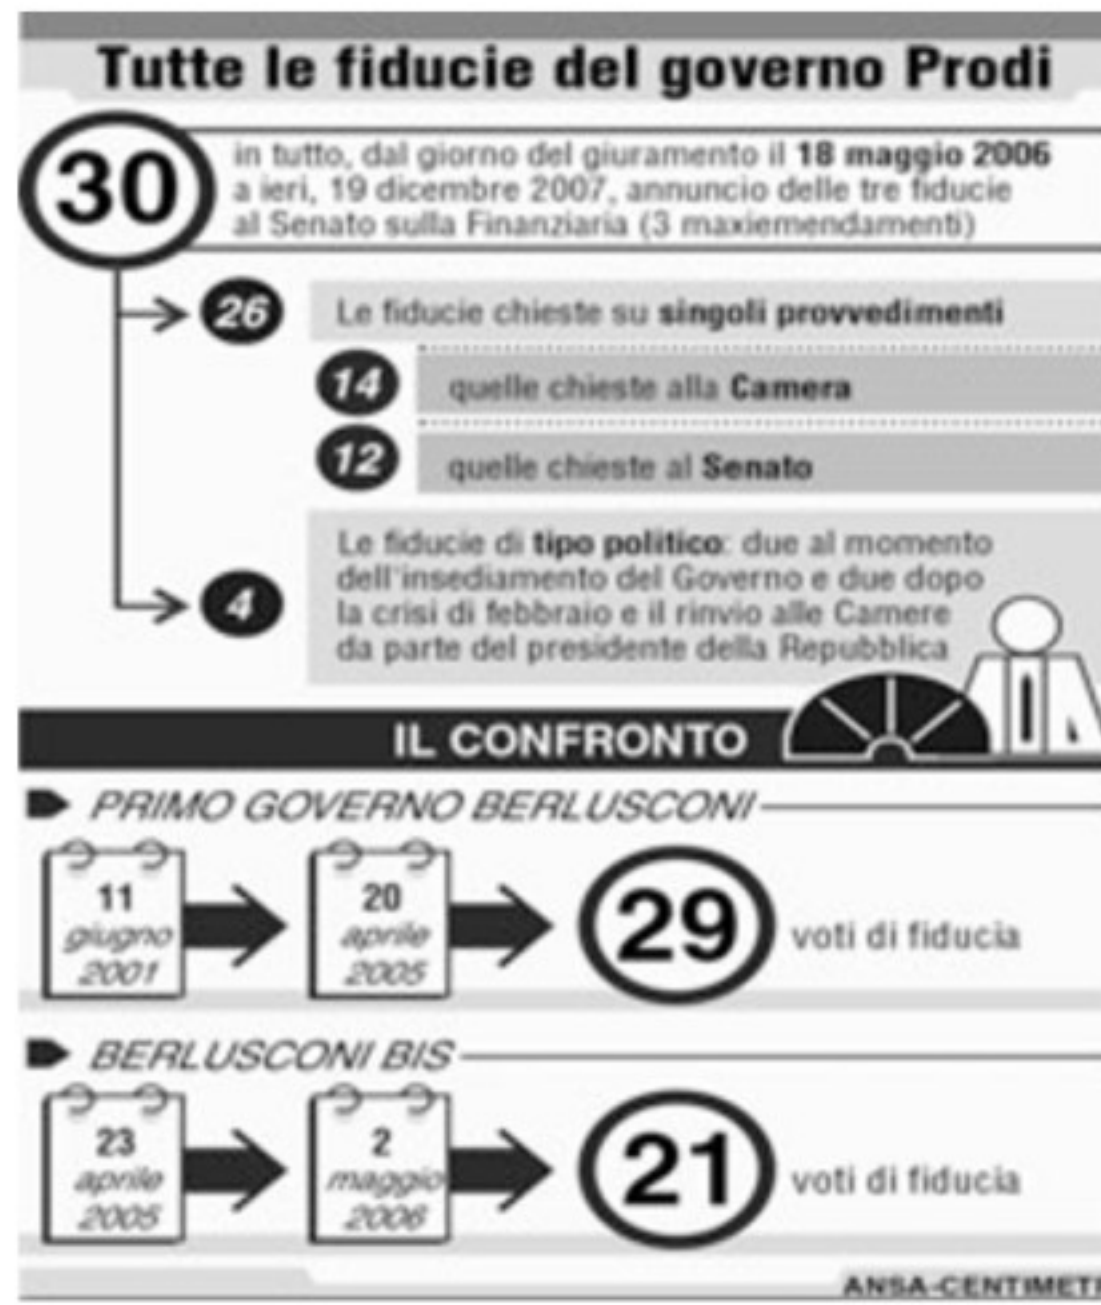 Tutte le fiducie del governo Prodi
30
in tutto, dal giorno del giuramento il 18 maggio 2006
a ieri, 19 dicembre 2007, annuncio delle tre fiducie
al Senato sulla Finanziaria (3 maxiemendamenti)
26
Le fiducie chieste su singoli provvedimenti
14
quelle chieste alla Camera
12
quelle chieste al Senato
4
Le fiducie di tipo politico: due al momento
dell'insediamento del Governo e due dopo
la crisi di febbraio e il rinvio alle Camere
da parte del presidente della Repubblica
IL CONFRONTO
PRIMO GOVERNO BERLUSCONI
11
giugno
2001
20
aprile
2005
29
voti di fiducia
BERLUSCONI BIS
23
aprile
2005
2
maggio
2006
21
voti di fiducia
ANSA-CENTIMETR